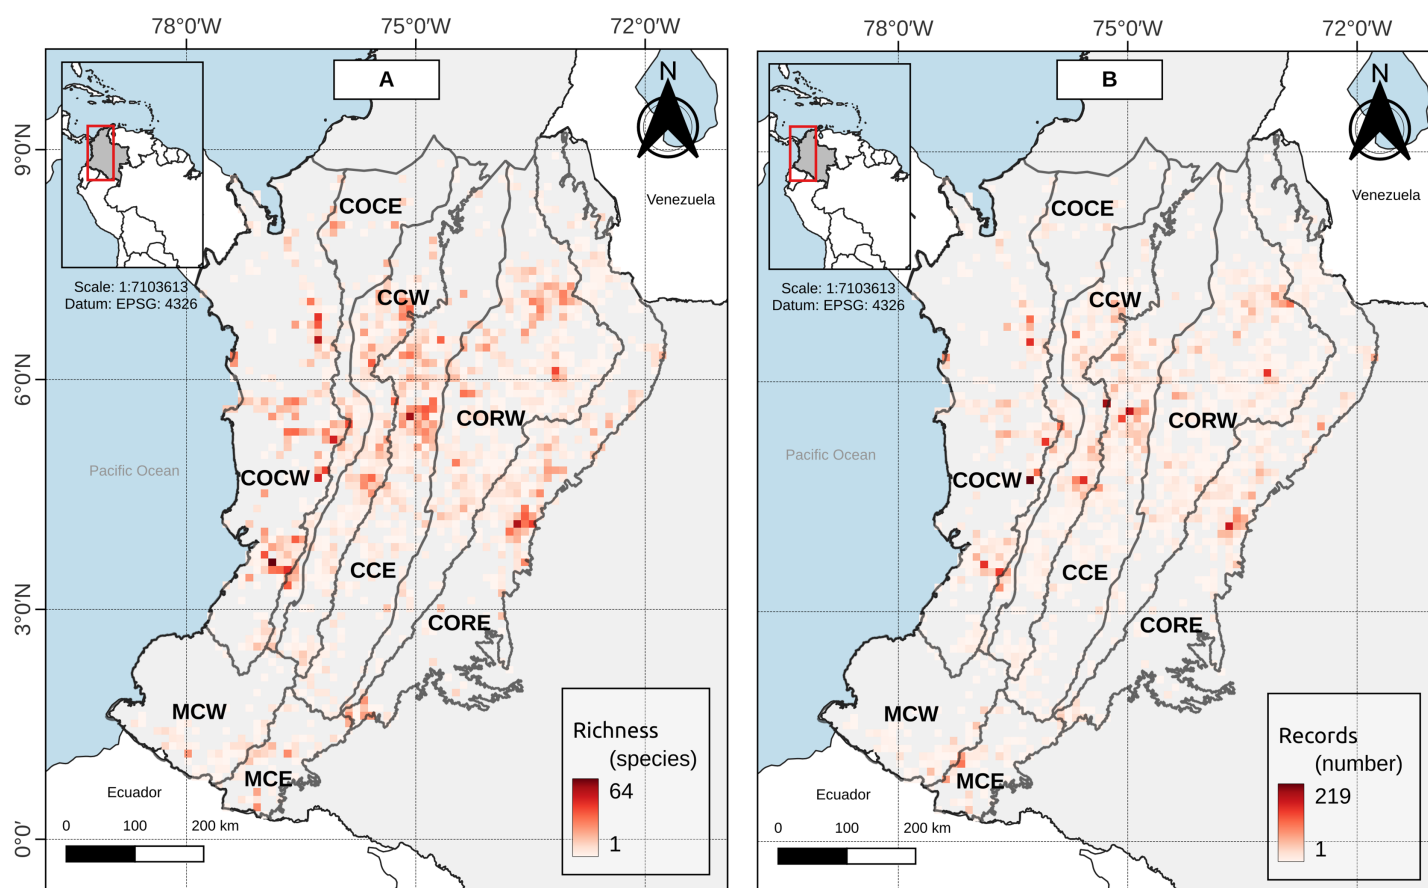 78°0′W 75°0′W 72°0′W
A
N
9°0′N
COCE
Venezuela
Scale: 1:7103613
Datum: EPSG: 4326
CCW
6°0′N
CORW
Pacific Ocean
COCW
CCE
3°0′N
CORE
MCW
Richness
(species)
64
1
MCE
Ecuador
0 100 200 km
0°0′
78°0′W 75°0′W 72°0′W
B
N
COCE
Venezuela
Scale: 1:7103613
Datum: EPSG: 4326
CCW
CORW
Pacific Ocean
COCW
CCE
CORE
MCW
Records
(number)
219
1
MCE
Ecuador
0 100 200 km